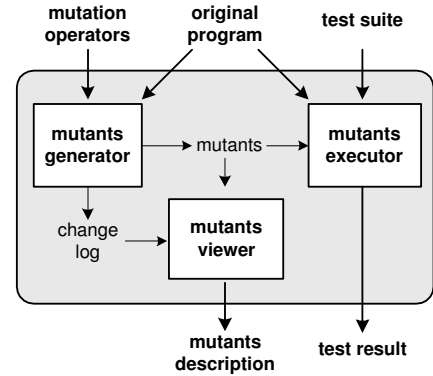 mutation
operators
original
program
test suite
mutants
generator
mutants
mutants
executor
change
log
mutants
viewer
mutants
description
test result